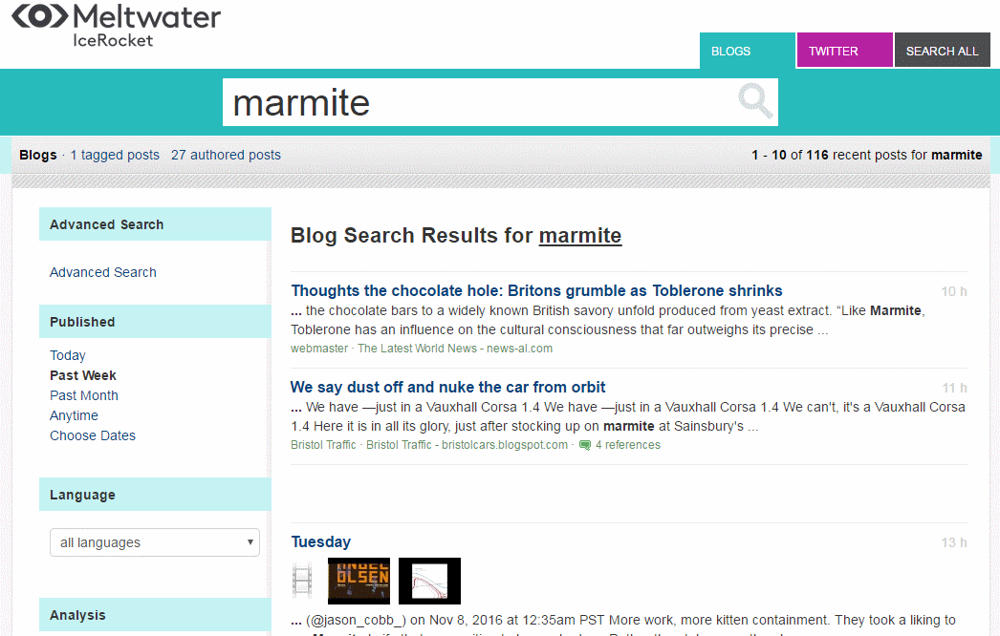 Meltwater
IceRocket
BLOGS
TWITTER
SEARCH ALL
marmite
Blogs · 1 tagged posts 27 authored posts
1 - 10 of 116 recent posts for marmite
Advanced Search
Advanced Search
Published
Today
Past Week
Past Month
Anytime
Choose Dates
Language
all languages
Analysis
Blog Search Results for marmite
Thoughts the chocolate hole: Britons grumble as Toblerone shrinks
10 h
... the chocolate bars to a widely known British savory unfold produced from yeast extract. “Like Marmite,
Toblerone has an influence on the cultural consciousness that far outweighs its precise ...
webmaster · The Latest World News - news-al.com
We say dust off and nuke the car from orbit
11 h
... We have —just in a Vauxhall Corsa 1.4 We have —just in a Vauxhall Corsa 1.4 We can't, it's a Vauxhall Corsa
1.4 Here it is in all its glory, just after stocking up on marmite at Sainsbury's ...
Bristol Traffic · Bristol Traffic - bristolcars.blogspot.com · 4 references
Tuesday
13 h
ANGEL
OLSEN
... (@jason_cobb_) on Nov 8, 2016 at 12:35am PST More work, more kitten containment. They took a liking to